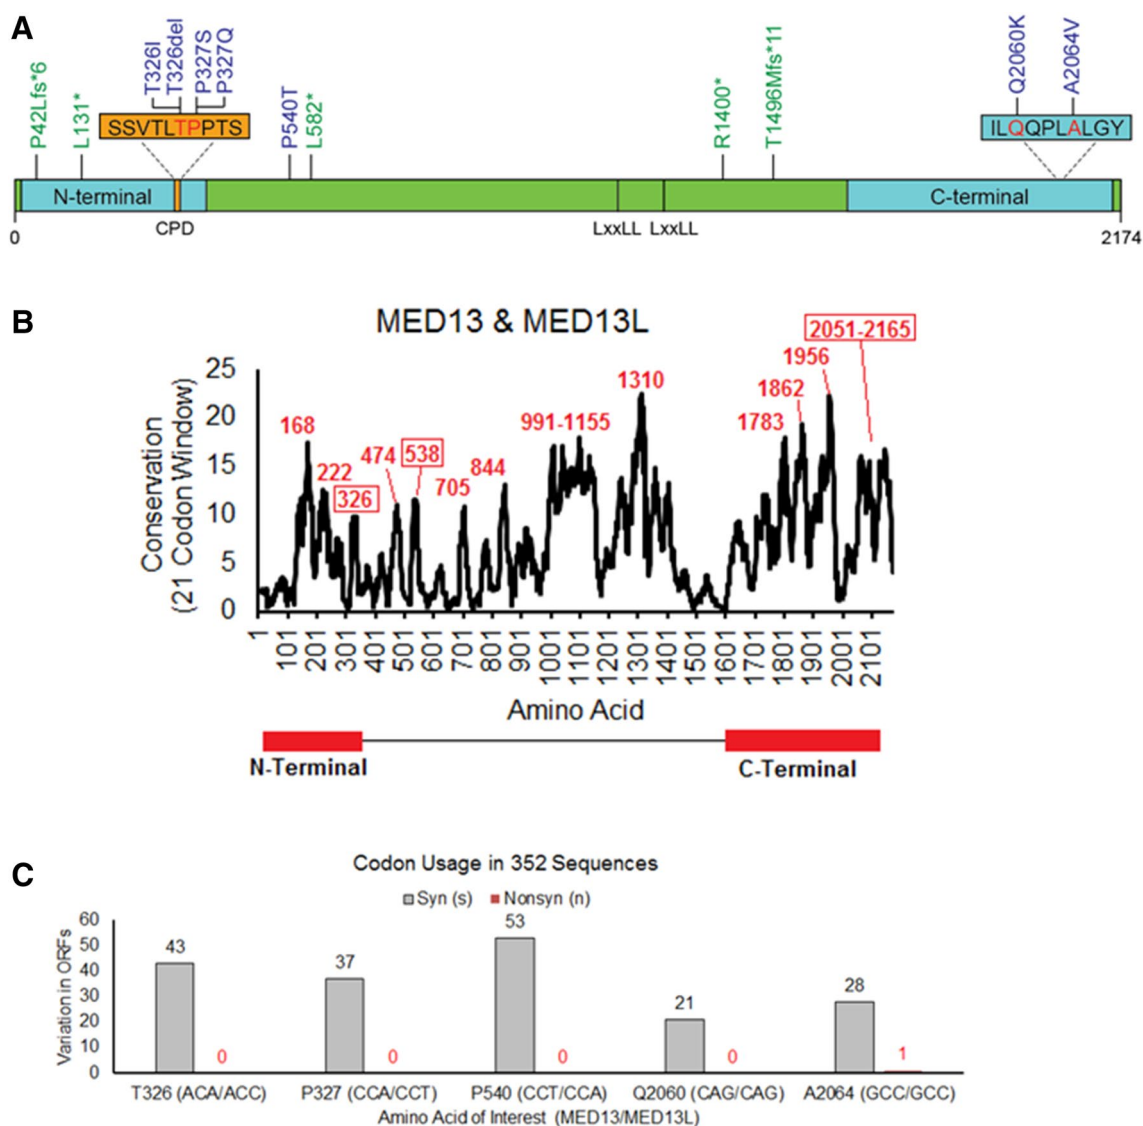 A
P42Lfs*6
L131*
T326I
T326del
P327S
P327Q
P540T
L582*
R1400*
T1496Mfs*11
Q2060K
A2064V
SSVTLTPPTS
ILQQPLALGY
N-terminal
C-terminal
CPD
LxxLL LxxLL
0
2174
B
MED13 & MED13L
Conservation
(21 Codon Window)
25
20
15
10
5
0
168
222
326
474
538
705
844
991-1155
1310
1783
1862
1956
2051-2165
1 101 201 301 401 501 601 701 801 901 1001 1101 1201 1301 1401 1501 1601 1701 1801 1901 2001 2101
Amino Acid
N-Terminal
C-Terminal
C
Codon Usage in 352 Sequences
Syn (s) Nonsyn (n)
Variation in ORFs
60
50
40
30
20
10
0
43 0 37 0 53 0 21 0 28 1
T326 (ACA/ACC) P327 (CCA/CCT) P540 (CCT/CCA) Q2060 (CAG/CAG) A2064 (GCC/GCC)
Amino Acid of Interest (MED13/MED13L)